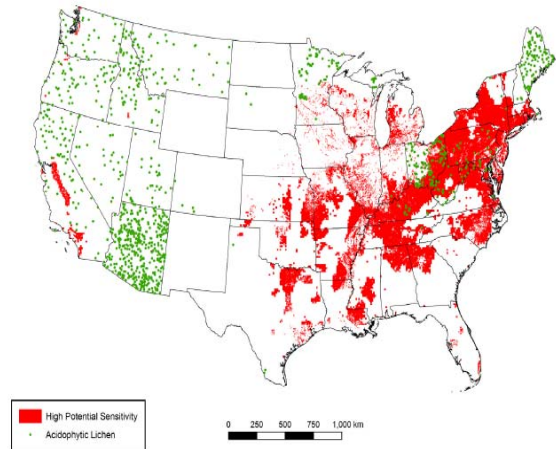 High Potential Sensitivity
Acidophytic Lichen
0 250 500 750 1,000 km